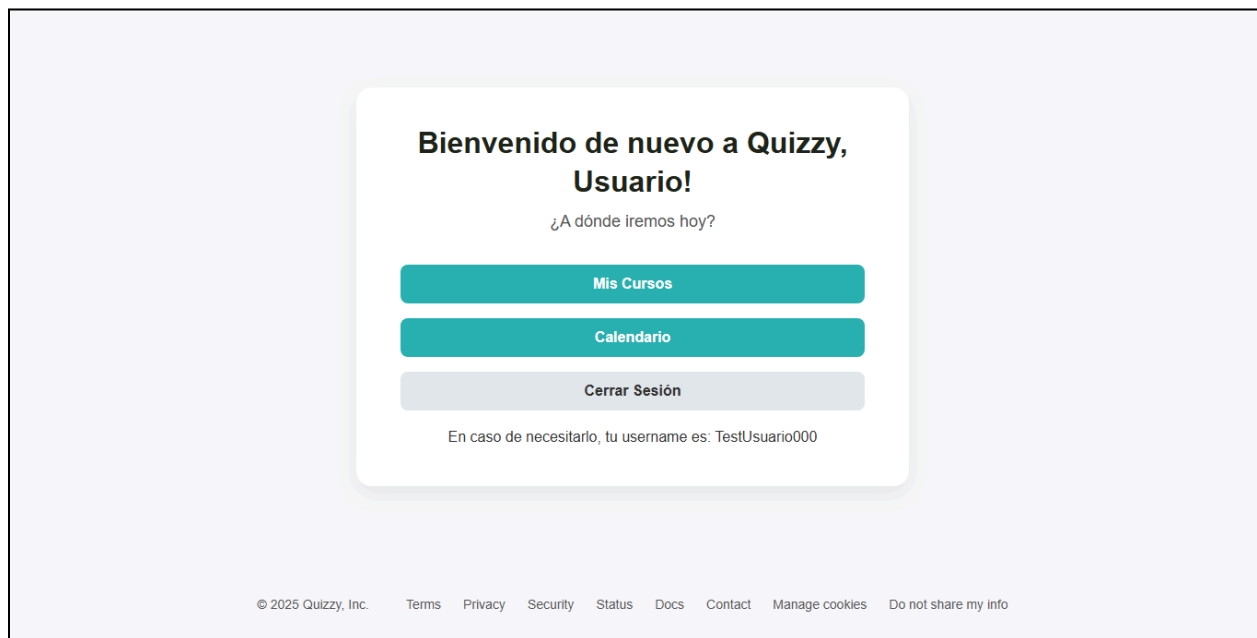 Bienvenido de nuevo a Quizzy,
Usuario!
¿A dónde iremos hoy?
Mis Cursos
Calendario
Cerrar Sesión
En caso de necesitarlo, tu username es: TestUsuario000
© 2025 Quizzy, Inc. Terms Privacy Security Status Docs Contact Manage cookies Do not share my info